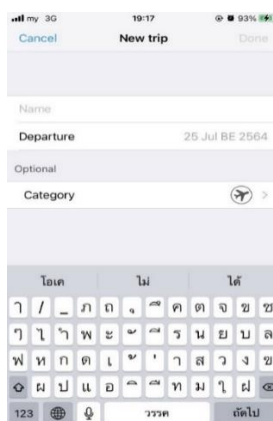 my 3G 19:17 93%
Cancel New trip Done
Name
Departure 25 Jul BE 2564
Optional
Category
โอเค ไม่ ได้
ๅ / _ ภ ถ ุ ึ ค ต จ ข ช
ๆ ไ ำ พ ะ ั ี ร น ย บ ล
ฟ ห ก ด เ ้ ่ า ส ว ง ฃ
ผ ป แ อ ิ ื ท ม ใ ฝ
123 วรรค ถัดไป